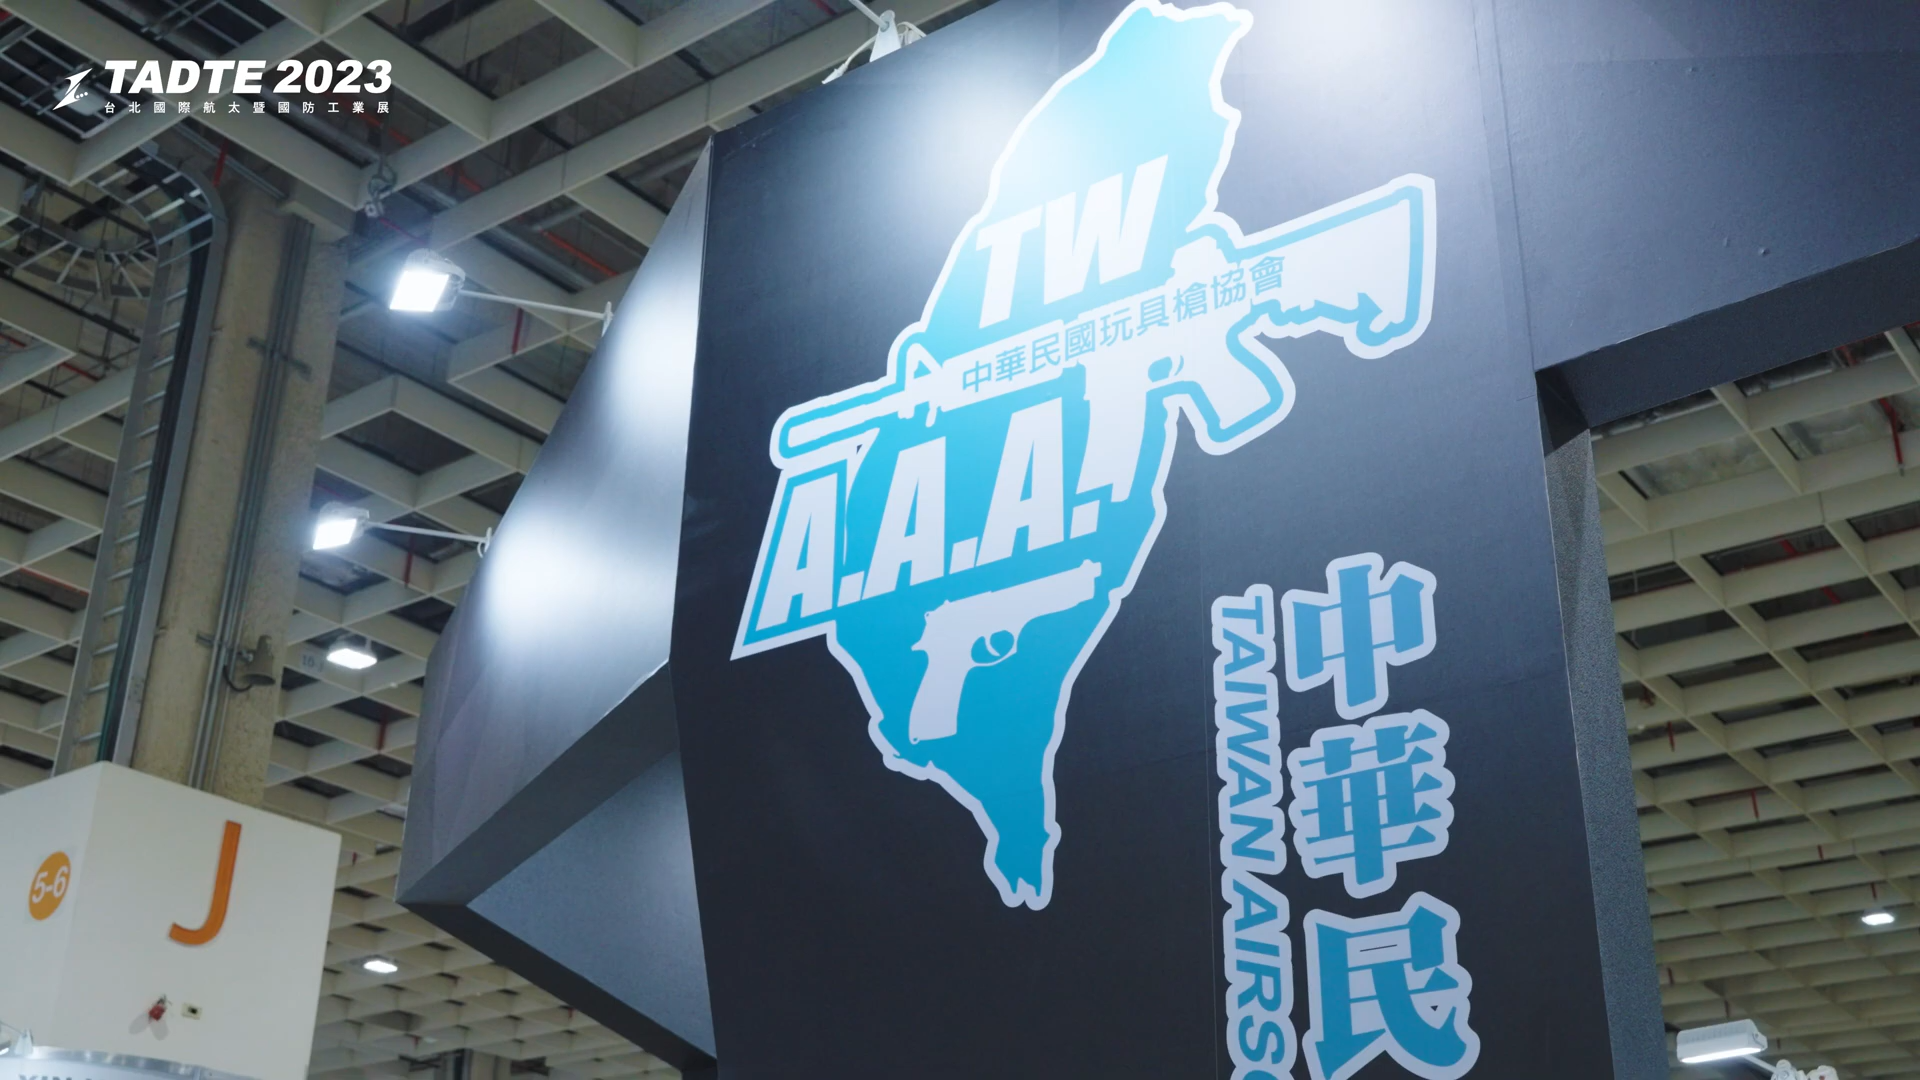 TADTE 2023
台北國際航太暨國防工業展
TW
中華民國玩具槍協會
A.A.A.
中華民
TAIWAN AIRS
5-6
J